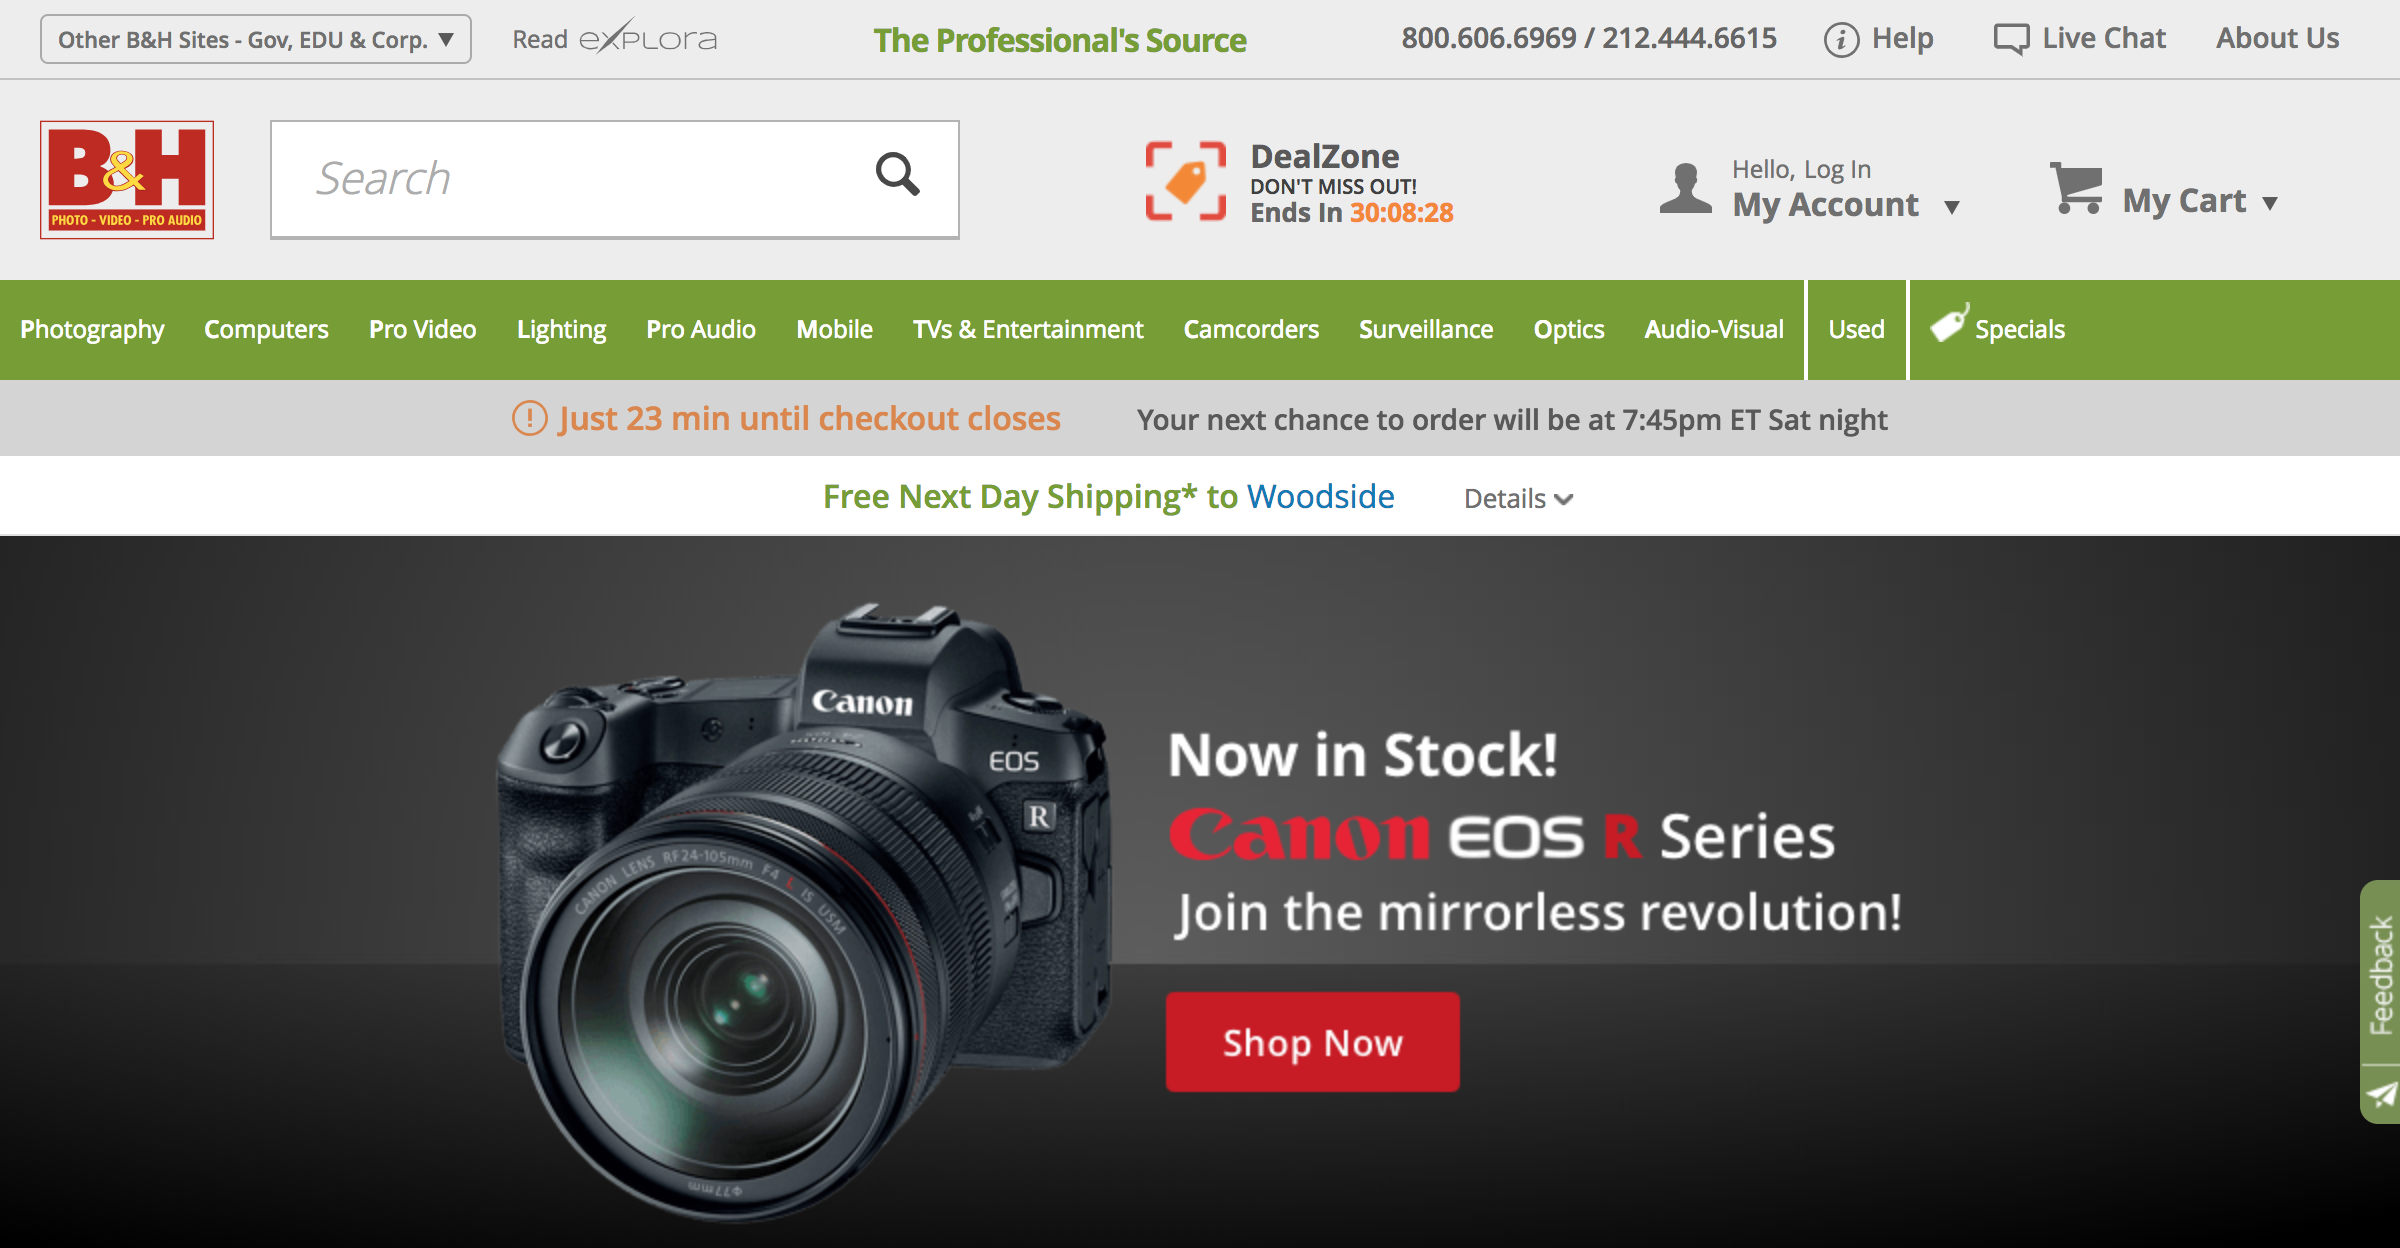 Other B&H Sites - Gov, EDU & Corp. ▼
Read eXPLORA
The Professional's Source
800.606.6969 / 212.444.6615
Help
Live Chat
About Us
B&H
PHOTO - VIDEO - PRO AUDIO
Search
DealZone
DON'T MISS OUT!
Ends In 30:08:28
Hello, Log In
My Account ▼
My Cart ▼
Photography Computers Pro Video Lighting Pro Audio Mobile TVs & Entertainment Camcorders Surveillance Optics Audio-Visual Used Specials
Just 23 min until checkout closes Your next chance to order will be at 7:45pm ET Sat night
Free Next Day Shipping* to Woodside Details
Canon
EOS
R
CANON LENS RF24-105mm F4 L IS USM
Φ77mm
Now in Stock!
Canon EOS R Series
Join the mirrorless revolution!
Shop Now
Feedback